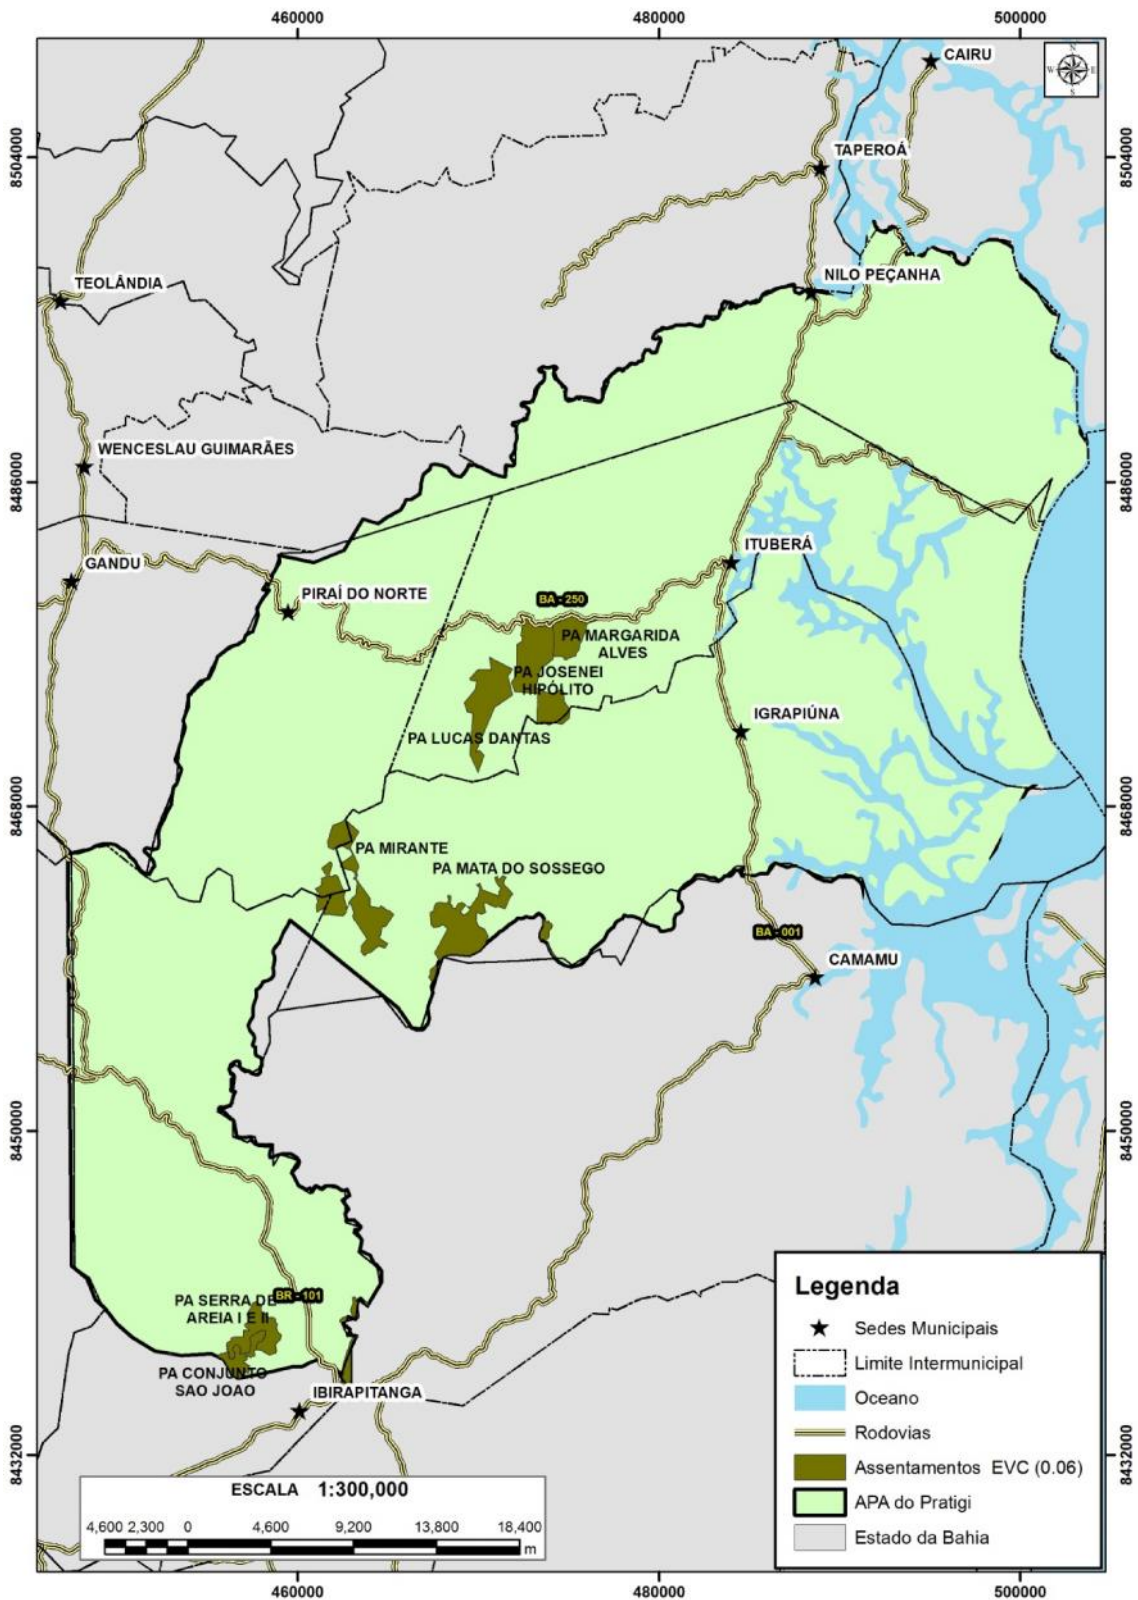 460000
480000
500000
CAIRU
N
W
E
S
TAPEROÁ
8504000
8504000
NILO PEÇANHA
TEOLÂNDIA
WENCESLAU GUIMARÃES
8486000
8486000
ITUBERÁ
GANDU
PIRAÍ DO NORTE
BA - 250
PA MARGARIDA
ALVES
PA JOSENEI
HIPÓLITO
IGRAPIÚNA
PA LUCAS DANTAS
8468000
8468000
PA MIRANTE
PA MATA DO SOSSEGO
BA - 001
CAMAMU
8450000
8450000
PA SERRA DE
AREIA I E II
BR - 101
PA CONJUNTO
SAO JOAO
IBIRAPITANGA
8432000
8432000
Legenda
Sedes Municipais
Limite Intermunicipal
Oceano
Rodovias
Assentamentos EVC (0.06)
APA do Pratigi
Estado da Bahia
ESCALA 1:300,000
4,600 2,300 0 4,600 9,200 13,800 18,400
m
460000
480000
500000